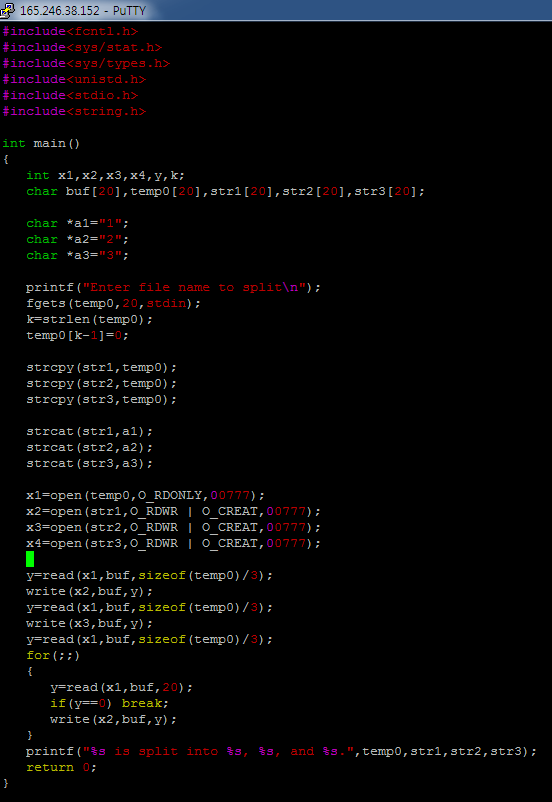 165.246.38.152 - PuTTY
#include<fcntl.h>
#include<sys/stat.h>
#include<sys/types.h>
#include<unistd.h>
#include<stdio.h>
#include<string.h>
int main()
{
int x1,x2,x3,x4,y,k;
char buf[20],temp0[20],str1[20],str2[20],str3[20];
char *a1="1";
char *a2="2";
char *a3="3";
printf("Enter file name to split\n");
fgets(temp0,20,stdin);
k=strlen(temp0);
temp0[k-1]=0;
strcpy(str1,temp0);
strcpy(str2,temp0);
strcpy(str3,temp0);
strcat(str1,a1);
strcat(str2,a2);
strcat(str3,a3);
x1=open(temp0,O_RDONLY,00777);
x2=open(str1,O_RDWR | O_CREAT,00777);
x3=open(str2,O_RDWR | O_CREAT,00777);
x4=open(str3,O_RDWR | O_CREAT,00777);
y=read(x1,buf,sizeof(temp0)/3);
write(x2,buf,y);
y=read(x1,buf,sizeof(temp0)/3);
write(x3,buf,y);
y=read(x1,buf,sizeof(temp0)/3);
for(;;)
{
y=read(x1,buf,20);
if(y==0) break;
write(x2,buf,y);
}
printf("%s is split into %s, %s, and %s.",temp0,str1,str2,str3);
return 0;
}